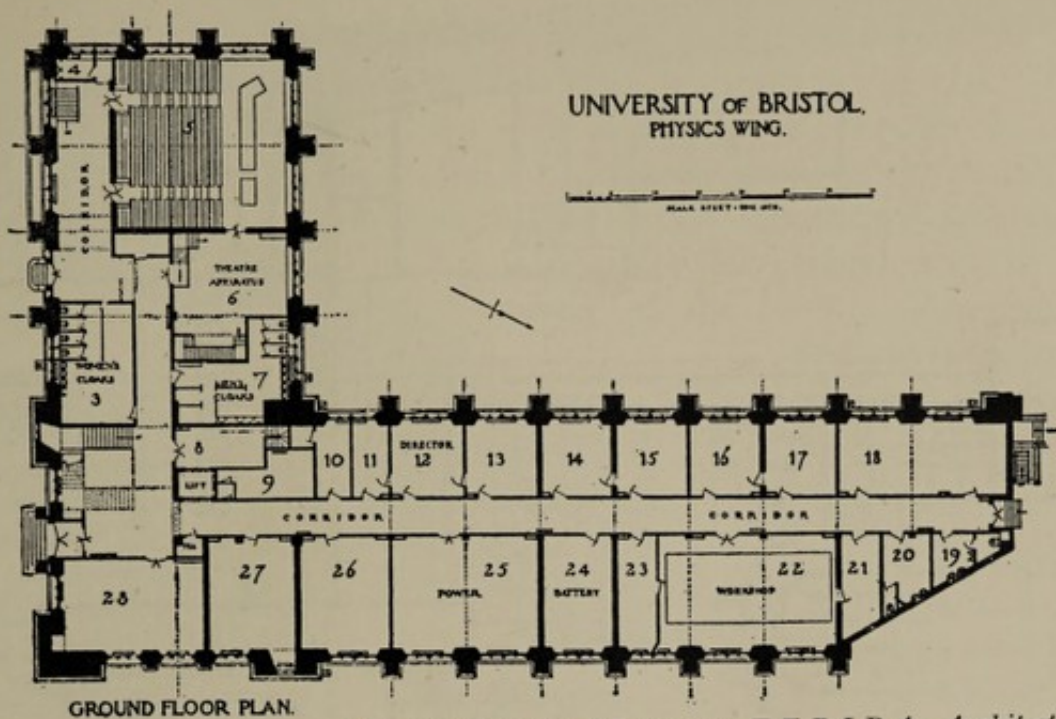 UNIVERSITY OF BRISTOL.
PHYSICS WING.
4
5
CORRIDOR
THEATRE
APPARATUS
6
WOMEN'S
CLOAKS
3
MEN'S
CLOAKS
7
8
LIFT
9
10
11
DIRECTOR
12
13
14
15
16
17
18
CORRIDOR
CORRIDOR
28
27
26
25
POWER
24
BATTERY
23
22
WORKSHOP
21
20
19
GROUND FLOOR PLAN.